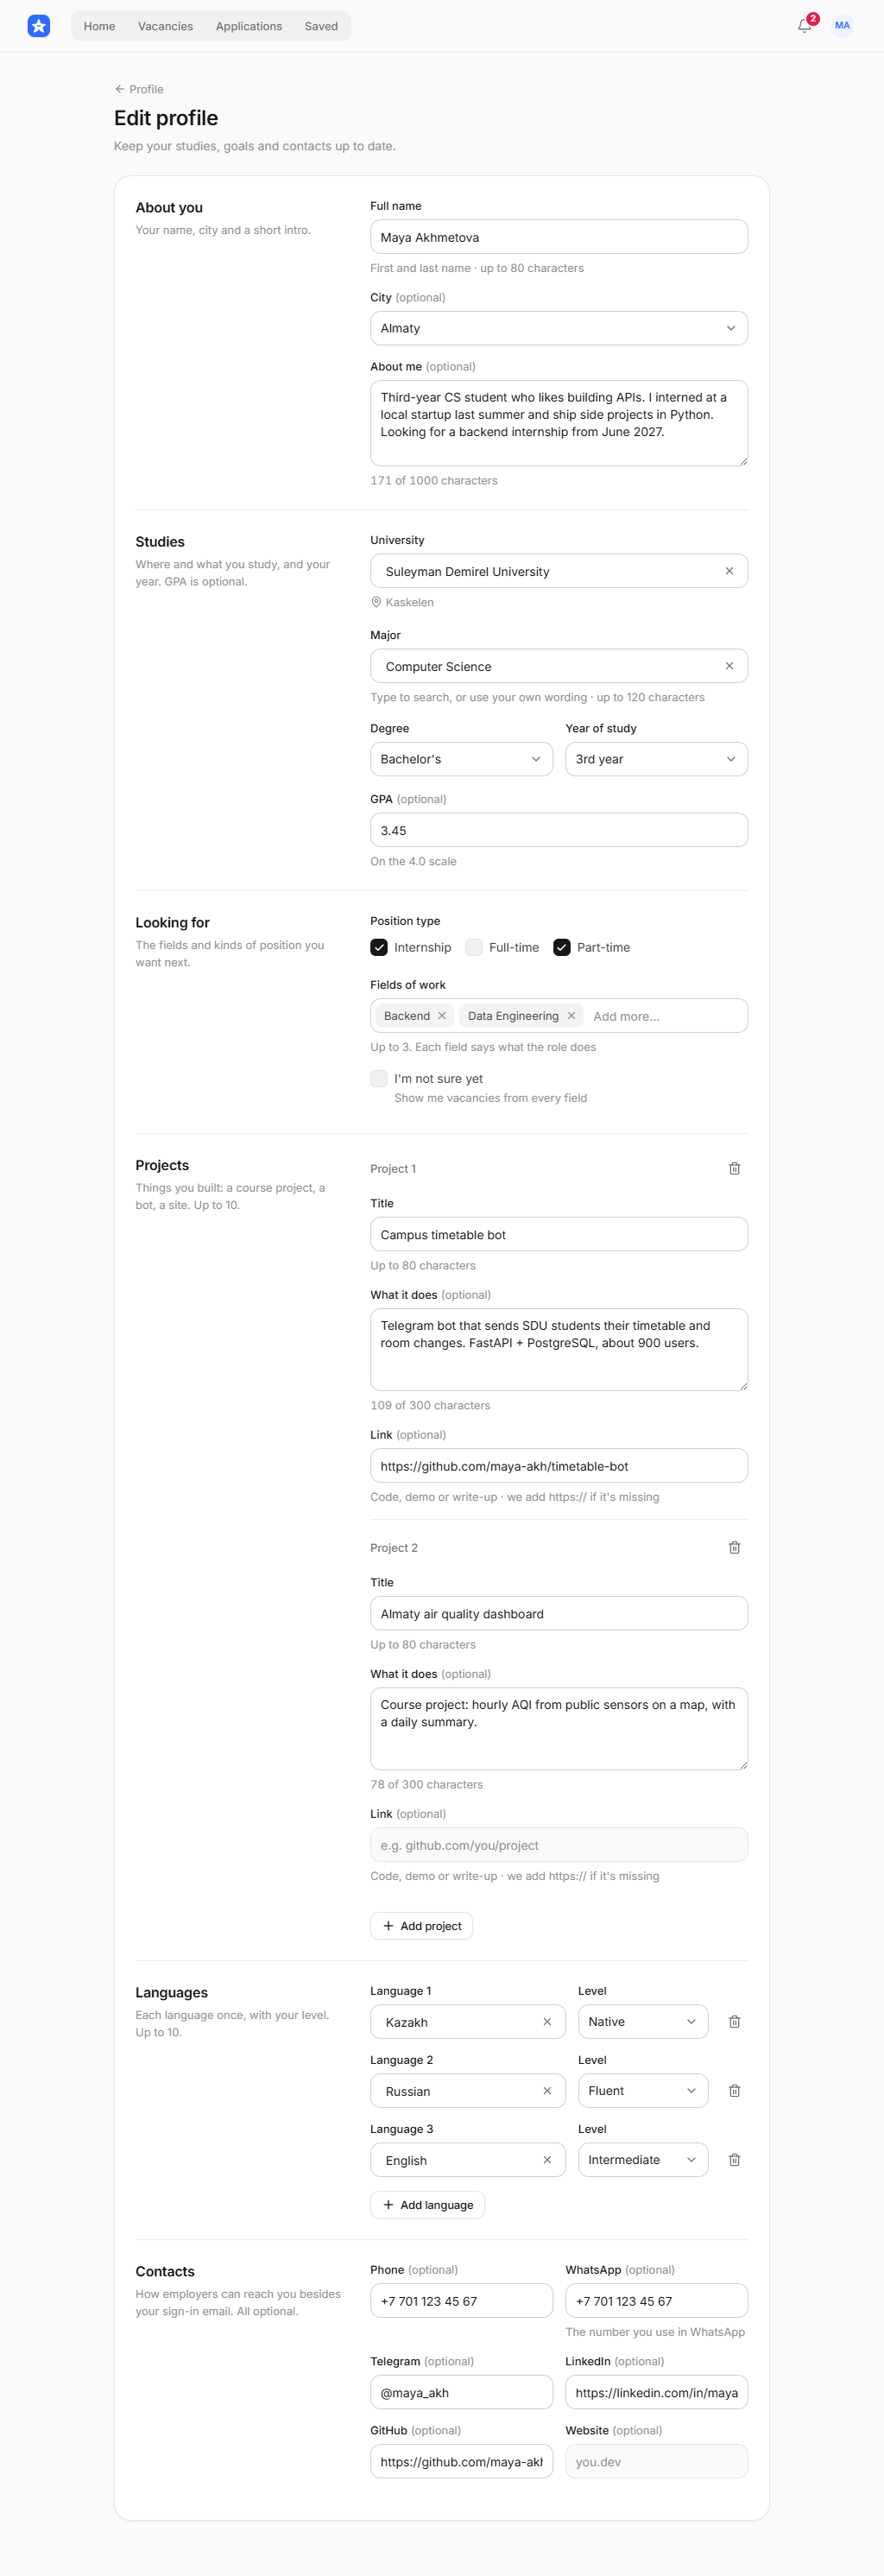 Home Vacancies Applications Saved 2 MA
Profile
Edit profile
Keep your studies, goals and contacts up to date.
About you
Your name, city and a short intro.
Full name
Maya Akhmetova
First and last name · up to 80 characters
City (optional)
Almaty
About me (optional)
Third-year CS student who likes building APIs. I interned at a
local startup last summer and ship side projects in Python.
Looking for a backend internship from June 2027.
171 of 1000 characters
Studies
Where and what you study, and your
year. GPA is optional.
University
Suleyman Demirel University
Kaskelen
Major
Computer Science
Type to search, or use your own wording · up to 120 characters
Degree Year of study
Bachelor's 3rd year
GPA (optional)
3.45
On the 4.0 scale
Looking for
The fields and kinds of position you
want next.
Position type
Internship Full-time Part-time
Fields of work
Backend Data Engineering Add more...
Up to 3. Each field says what the role does
I'm not sure yet
Show me vacancies from every field
Projects
Things you built: a course project, a
bot, a site. Up to 10.
Project 1
Title
Campus timetable bot
Up to 80 characters
What it does (optional)
Telegram bot that sends SDU students their timetable and
room changes. FastAPI + PostgreSQL, about 900 users.
109 of 300 characters
Link (optional)
https://github.com/maya-akh/timetable-bot
Code, demo or write-up · we add https:// if it's missing
Project 2
Title
Almaty air quality dashboard
Up to 80 characters
What it does (optional)
Course project: hourly AQI from public sensors on a map, with
a daily summary.
78 of 300 characters
Link (optional)
e.g. github.com/you/project
Code, demo or write-up · we add https:// if it's missing
Add project
Languages
Each language once, with your level.
Up to 10.
Language 1 Level
Kazakh Native
Language 2 Level
Russian Fluent
Language 3 Level
English Intermediate
Add language
Contacts
How employers can reach you besides
your sign-in email. All optional.
Phone (optional) WhatsApp (optional)
+7 701 123 45 67 +7 701 123 45 67
The number you use in WhatsApp
Telegram (optional) LinkedIn (optional)
@maya_akh https://linkedin.com/in/maya
GitHub (optional) Website (optional)
https://github.com/maya-akh you.dev